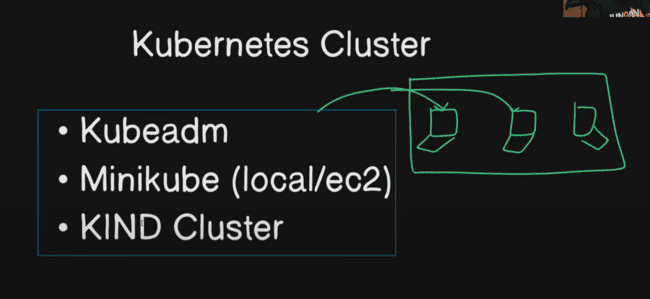 Kubernetes Cluster
• Kubeadm
• Minikube (local/ec2)
• KIND Cluster